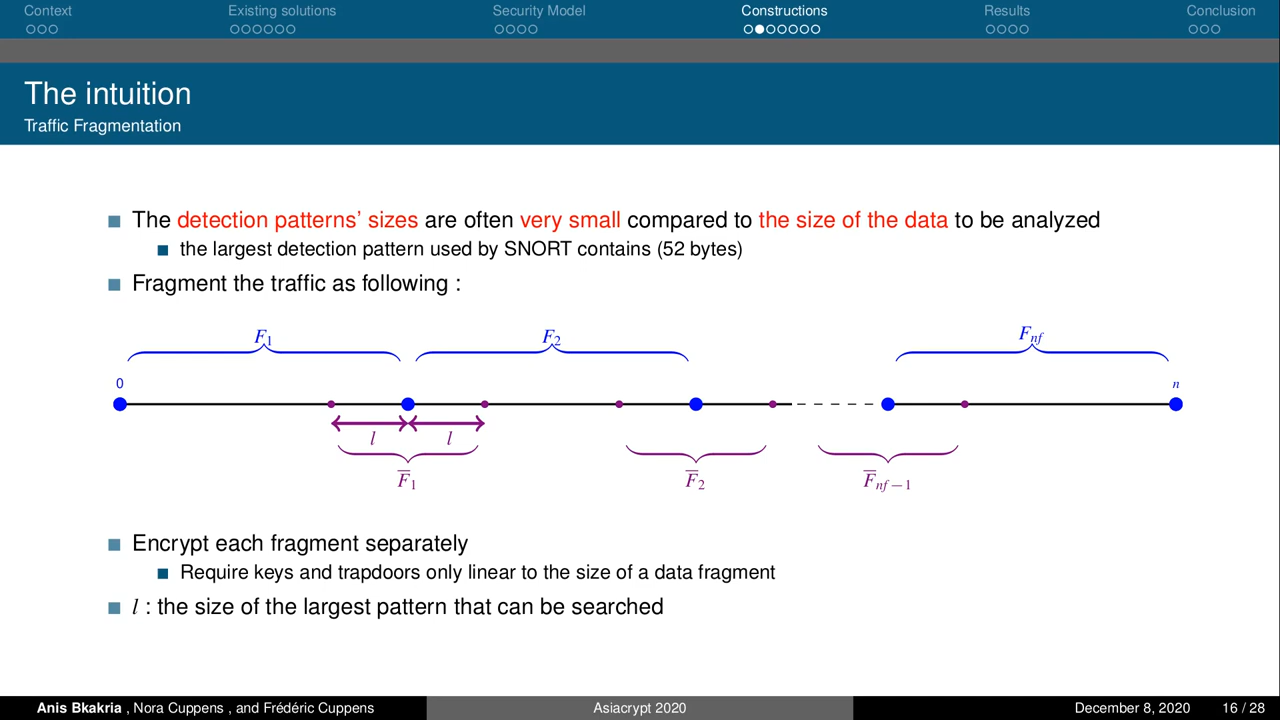 Context Existing solutions Security Model Constructions Results Conclusion
The intuition
Traffic Fragmentation
The detection patterns' sizes are often very small compared to the size of the data to be analyzed
the largest detection pattern used by SNORT contains (52 bytes)
Fragment the traffic as following :
F1 F2 Fnf
0 n
l l
F̅1 F̅2 F̅nf−1
Encrypt each fragment separately
Require keys and trapdoors only linear to the size of a data fragment
l : the size of the largest pattern that can be searched
Anis Bkakria , Nora Cuppens , and Frédéric Cuppens Asiacrypt 2020 December 8, 2020 16 / 28